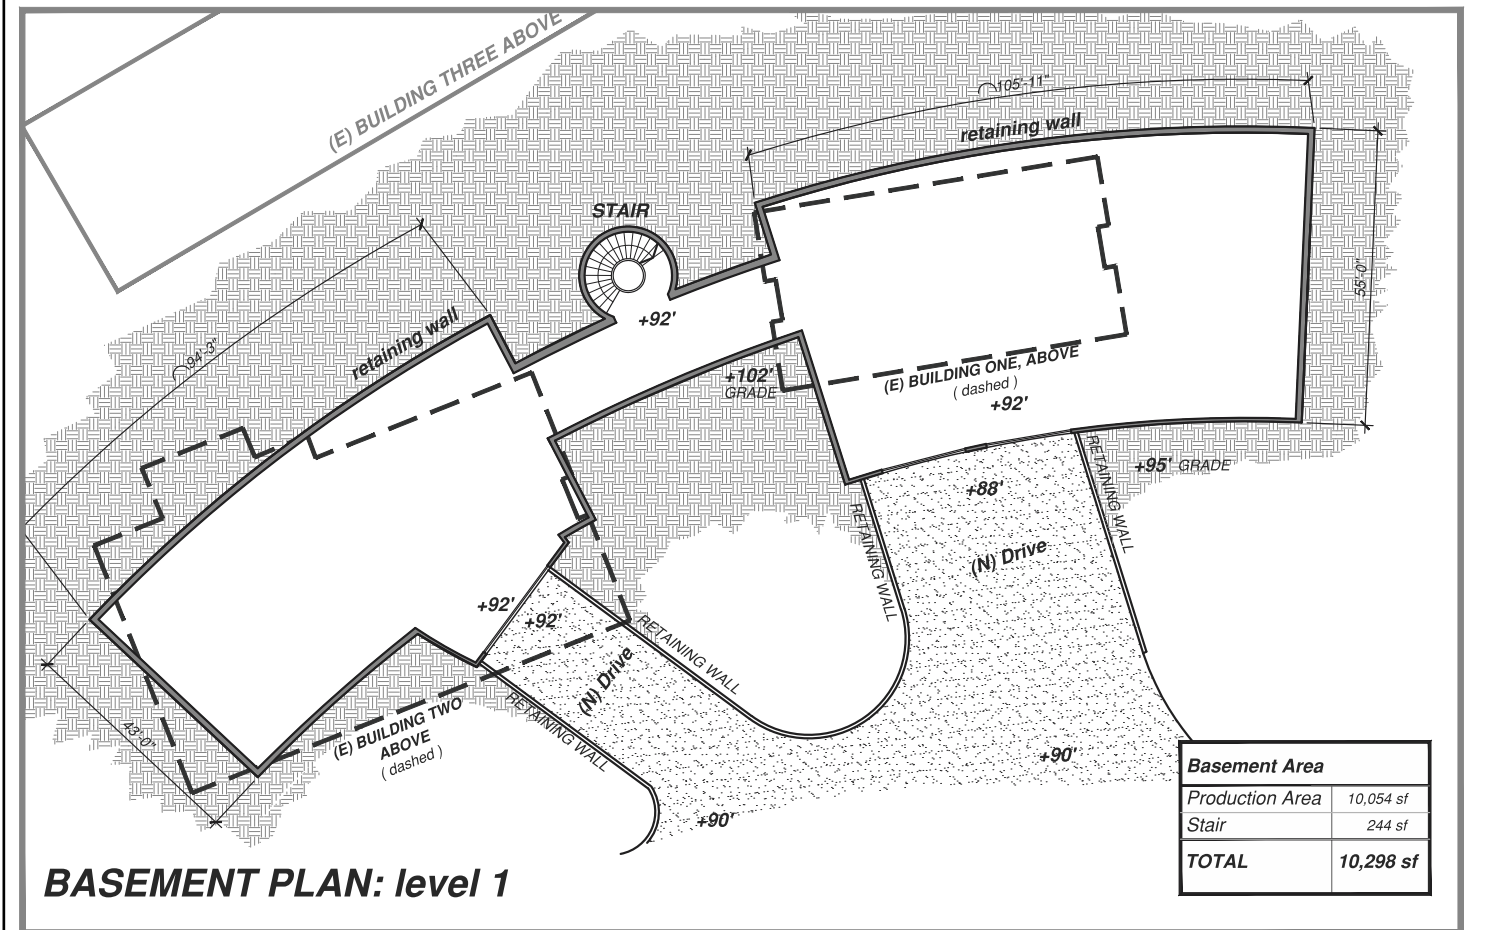 (E) BUILDING THREE ABOVE
105'-11"
retaining wall
STAIR
+92'
55'-0"
94'-3"
retaining wall
+102'
GRADE
(E) BUILDING ONE, ABOVE
( dashed )
+92'
+95' GRADE
RETAINING WALL
+88'
RETAINING WALL
(N) Drive
+92'
+92'
RETAINING WALL
(N) Drive
RETAINING WALL
43'-0"
(E) BUILDING TWO
ABOVE
( dashed )
+90'
+90'
Basement Area
Production Area 10,054 sf
Stair 244 sf
TOTAL 10,298 sf
BASEMENT PLAN: level 1